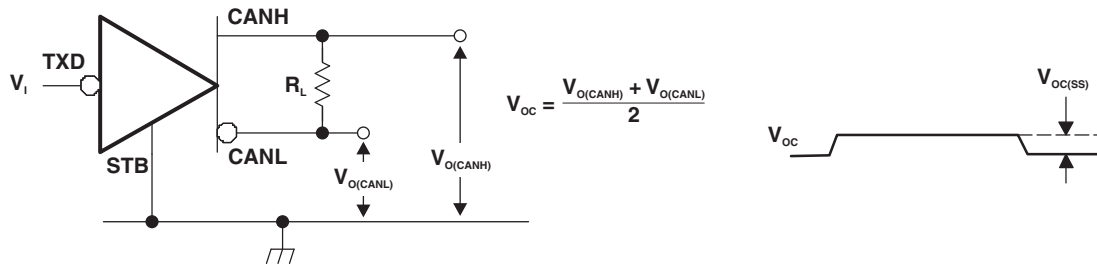 CANH
TXD
V_I
R_L
V_OC = (V_O(CANH) + V_O(CANL)) / 2
CANL
STB
V_O(CANL)
V_O(CANH)
V_OC
V_OC(SS)